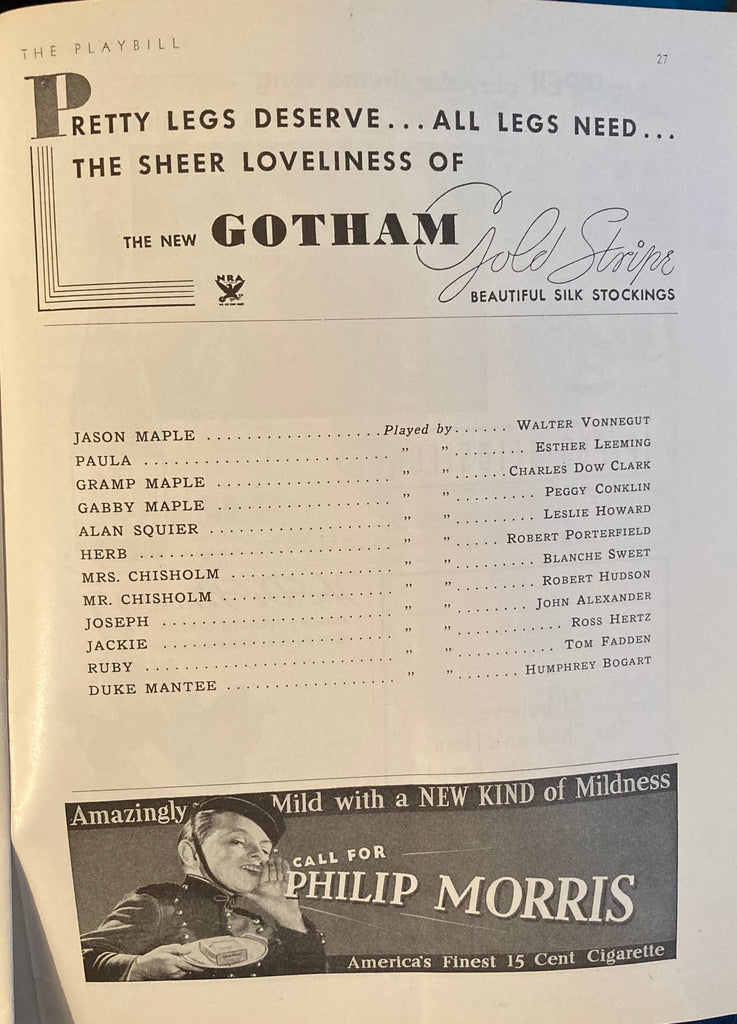 THE PLAYBILL
27
PRETTY LEGS DESERVE...ALL LEGS NEED...
THE SHEER LOVELINESS OF
THE NEW GOTHAM Gold Stripe
NRA
BEAUTIFUL SILK STOCKINGS
JASON MAPLE ..................... Played by ...... WALTER VONNEGUT
PAULA ............................. „ ” ......... ESTHER LEEMING
GRAMP MAPLE ..................... „ ” ...... CHARLES DOW CLARK
GABBY MAPLE ..................... „ ” ......... PEGGY CONKLIN
ALAN SQUIER ...................... „ ” ......... LESLIE HOWARD
HERB .............................. „ ” ..... ROBERT PORTERFIELD
MRS. CHISHOLM ................... „ ” ......... BLANCHE SWEET
MR. CHISHOLM .................... „ ” ......... ROBERT HUDSON
JOSEPH ............................ „ ” ........ JOHN ALEXANDER
JACKIE ............................ „ ” ............ ROSS HERTZ
RUBY .............................. „ ” ............ TOM FADDEN
DUKE MANTEE ..................... „ ” ....... HUMPHREY BOGART
Amazingly Mild with a NEW KIND of Mildness
CALL FOR
PHILIP MORRIS
America's Finest 15 Cent Cigarette